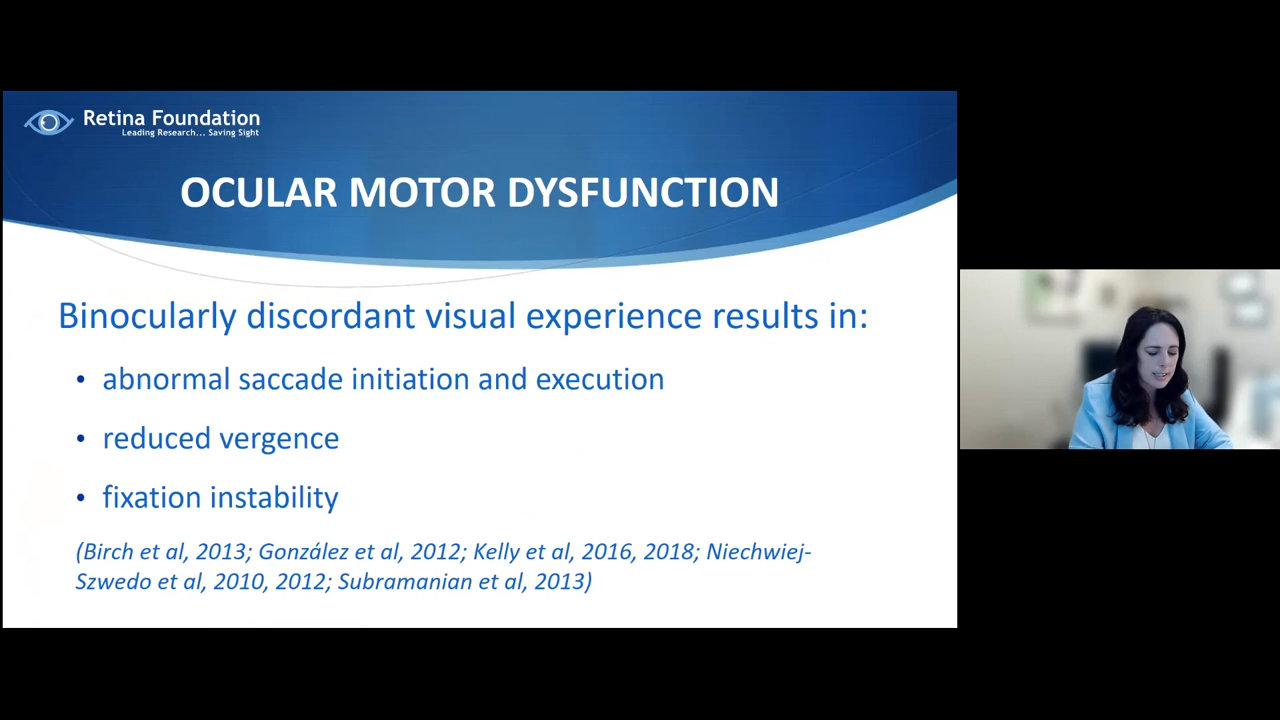 Retina Foundation
Leading Research... Saving Sight
OCULAR MOTOR DYSFUNCTION
Binocularly discordant visual experience results in:
• abnormal saccade initiation and execution
• reduced vergence
• fixation instability
(Birch et al, 2013; González et al, 2012; Kelly et al, 2016, 2018; Niechwiej-
Szwedo et al, 2010, 2012; Subramanian et al, 2013)